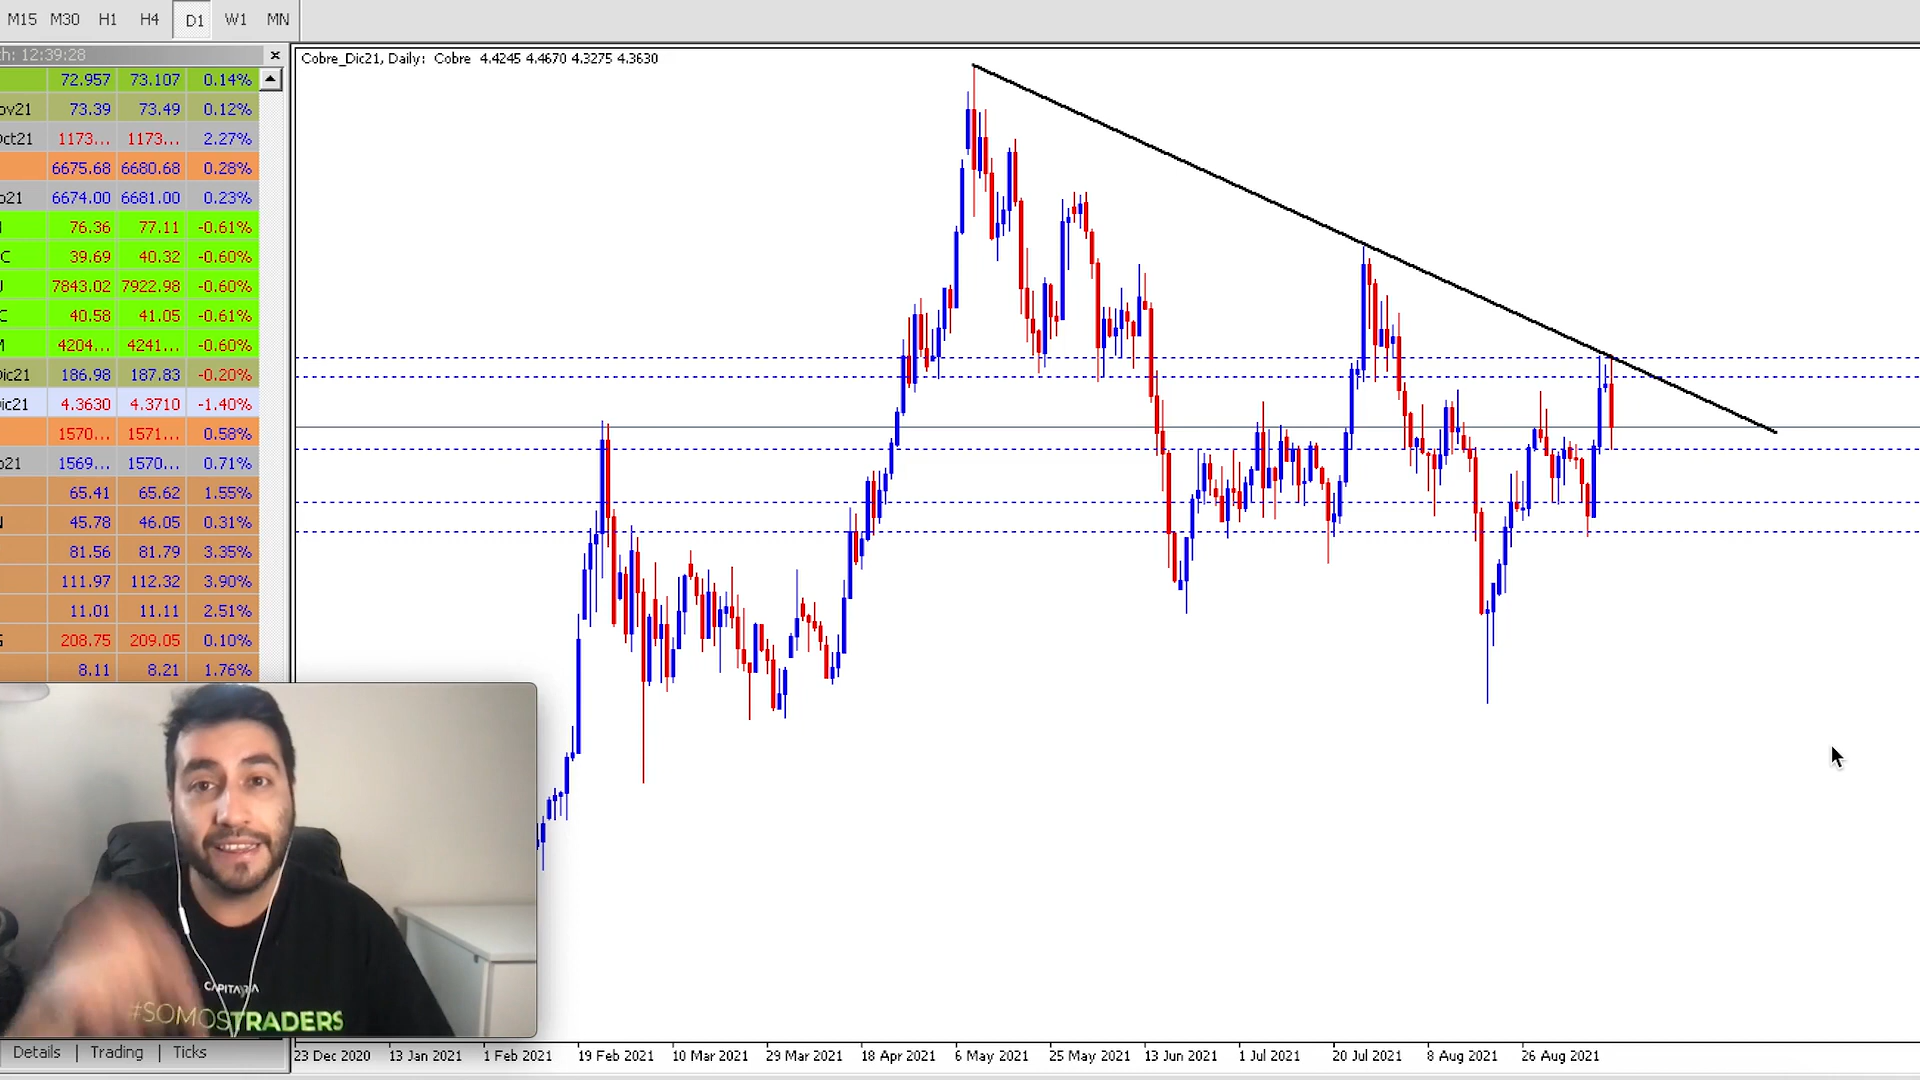 M15 M30 H1 H4 D1 W1 MN
th: 12:39:28
Cobre_Dic21, Daily: Cobre 4.4245 4.4670 4.3275 4.3630
72.957 73.107 0.14%
ov21 73.39 73.49 0.12%
Oct21 1173... 1173... 2.27%
6675.68 6680.68 0.28%
o21 6674.00 6681.00 0.23%
76.36 77.11 -0.61%
C 39.69 40.32 -0.60%
J 7843.02 7922.98 -0.60%
C 40.58 41.05 -0.61%
M 4204... 4241... -0.60%
Dic21 186.98 187.83 -0.20%
ic21 4.3630 4.3710 -1.40%
1570... 1571... 0.58%
o21 1569... 1570... 0.71%
65.41 65.62 1.55%
N 45.78 46.05 0.31%
81.56 81.79 3.35%
111.97 112.32 3.90%
11.01 11.11 2.51%
G 208.75 209.05 0.10%
8.11 8.21 1.76%
CAPITARIA
#SOMOSTRADERS
Details | Trading | Ticks
23 Dec 2020 13 Jan 2021 1 Feb 2021 19 Feb 2021 10 Mar 2021 29 Mar 2021 18 Apr 2021 6 May 2021 25 May 2021 13 Jun 2021 1 Jul 2021 20 Jul 2021 8 Aug 2021 26 Aug 2021